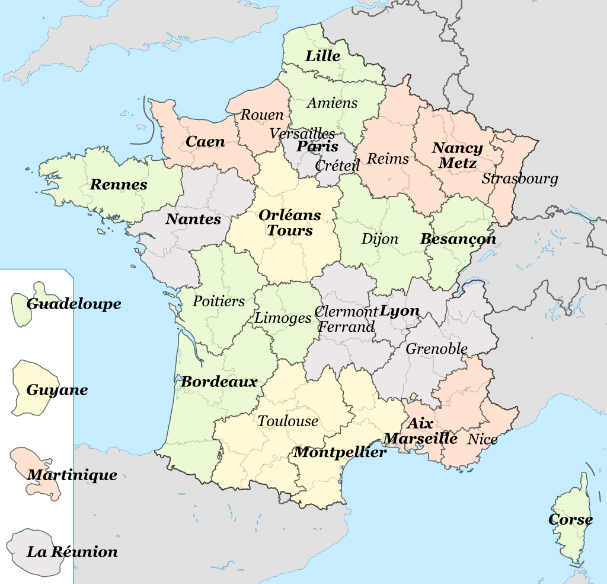 Lille
Amiens
Rouen
Versailles
Paris
Créteil
Caen
Reims
Nancy
Metz
Strasbourg
Rennes
Nantes
Orléans
Tours
Dijon
Besançon
Poitiers
Limoges
Clermont
Ferrand
Lyon
Grenoble
Bordeaux
Toulouse
Montpellier
Aix
Marseille
Nice
Corse
Guadeloupe
Guyane
Martinique
La Réunion